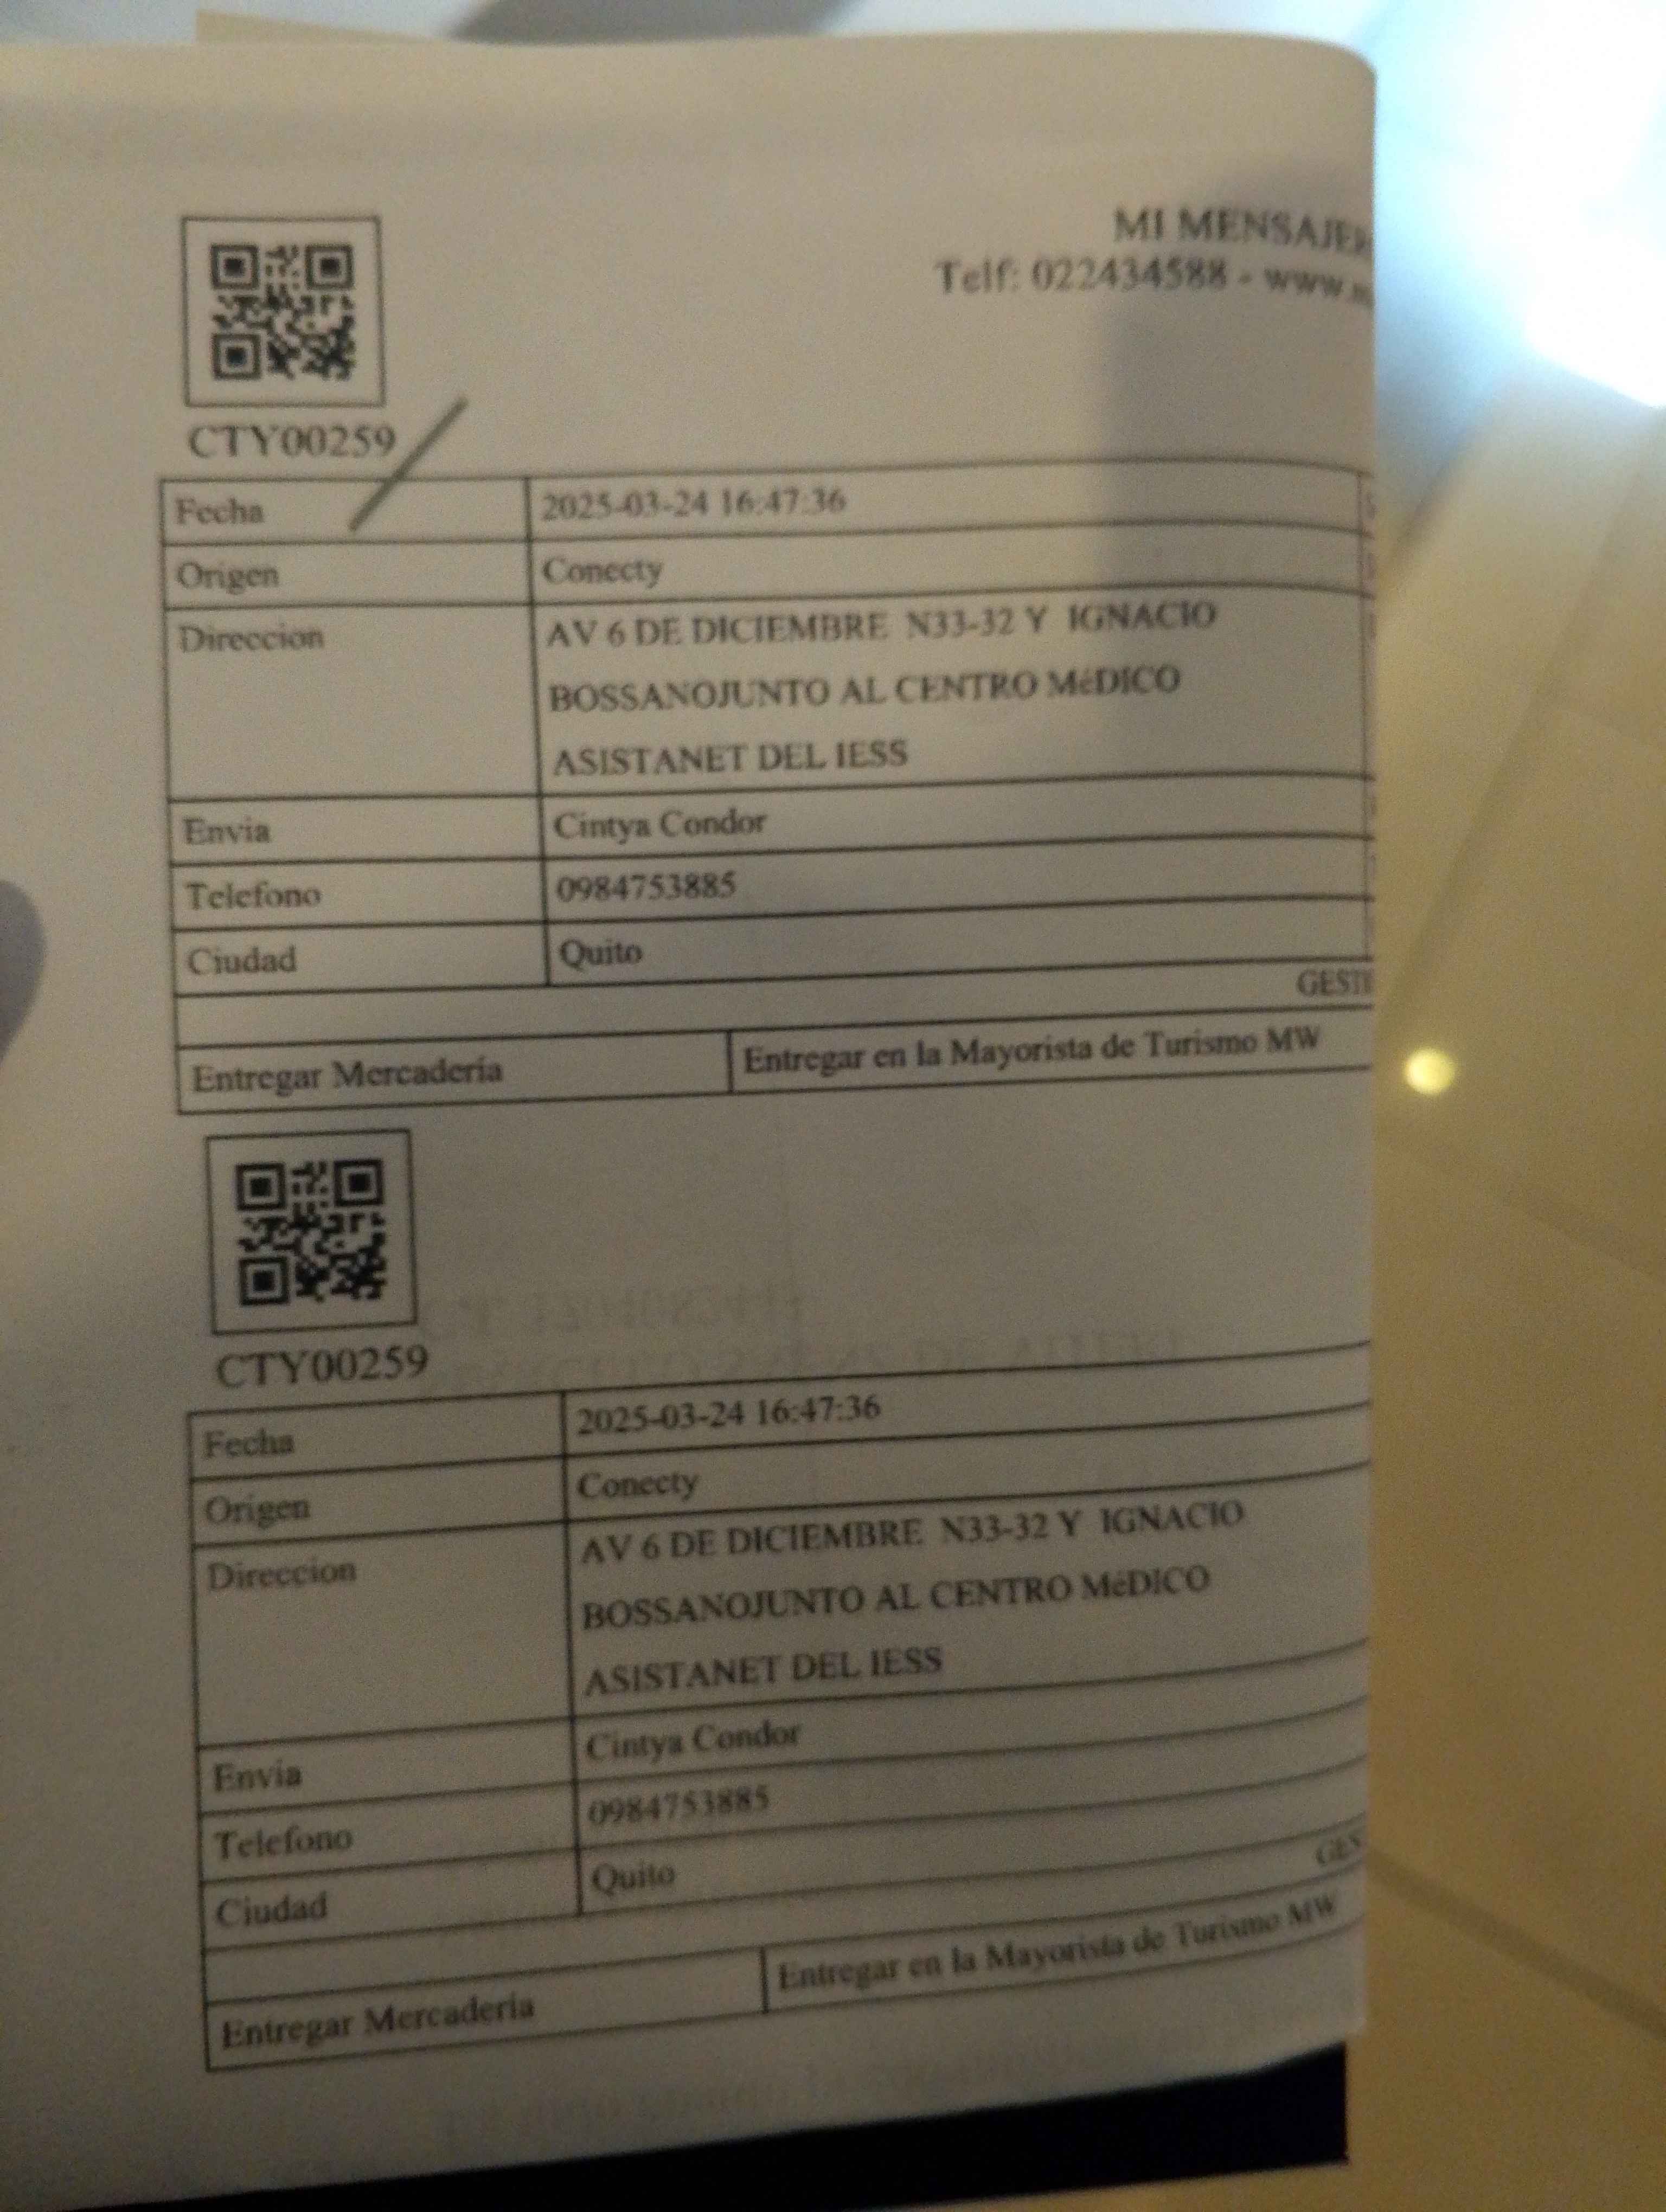 MI MENSAJER
Telf: 022434588 - www.
CTY00259
Fecha 2025-03-24 16:47:36
Origen Conecty
Direccion AV 6 DE DICIEMBRE N33-32 Y IGNACIO
BOSSANOJUNTO AL CENTRO MéDICO
ASISTANET DEL IESS
Envia Cintya Condor
Telefono 0984753885
Ciudad Quito
GESTI
Entregar Mercadería Entregar en la Mayorista de Turismo MW
CTY00259
Fecha 2025-03-24 16:47:36
Origen Conecty
Direccion AV 6 DE DICIEMBRE N33-32 Y IGNACIO
BOSSANOJUNTO AL CENTRO MéDICO
ASISTANET DEL IESS
Envia Cintya Condor
Telefono 0984753885
Ciudad Quito
GES
Entregar Mercadería Entregar en la Mayorista de Turismo MW